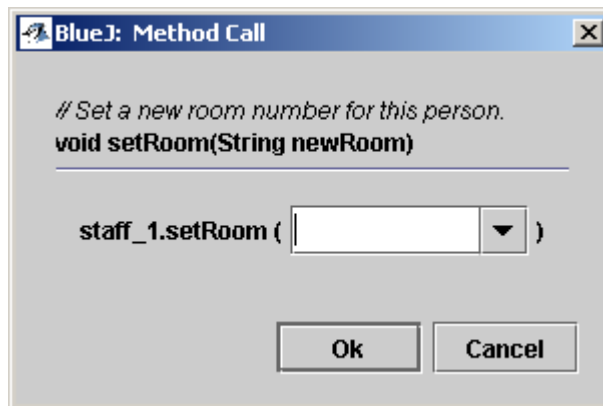 BlueJ: Method Call
// Set a new room number for this person.
void setRoom(String newRoom)
staff_1.setRoom ( )
Ok Cancel